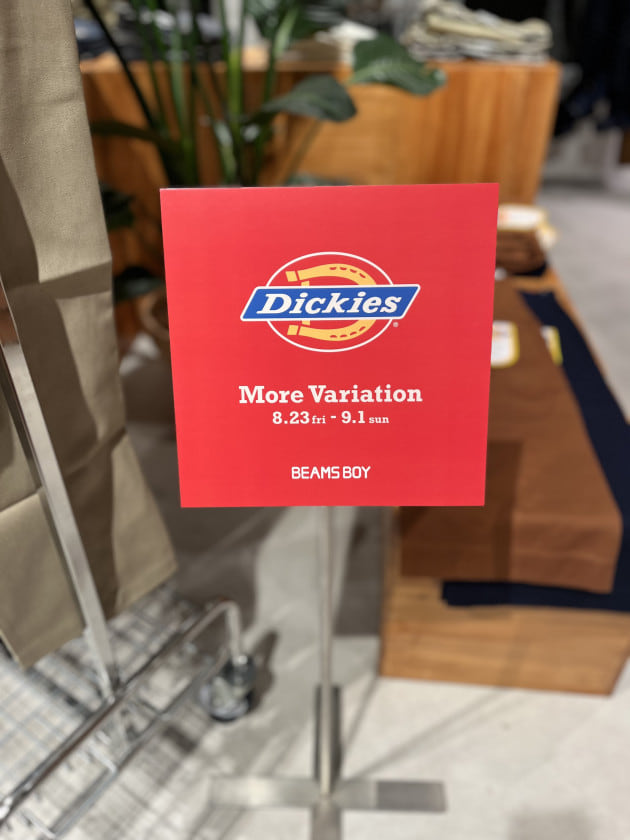 Dickies®
More Variation
8.23 fri - 9.1 sun
BEAMS BOY